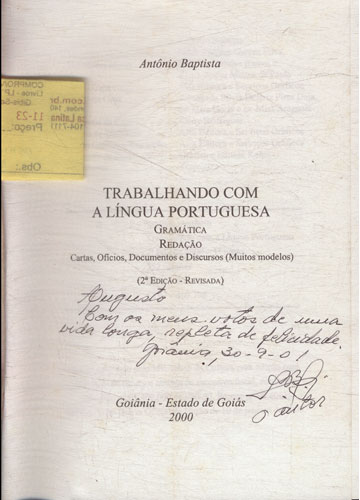 Antônio Baptista
11-23
TRABALHANDO COM
A LÍNGUA PORTUGUESA
GRAMÁTICA
REDAÇÃO
Cartas, Ofícios, Documentos e Discursos (Muitos modelos)
(2ª EDIÇÃO - REVISADA)
Augusto
Com os meus votos de uma
vida longa, repleta de felicidade.
Goiânia, 30-9-01
o autor
Goiânia - Estado de Goiás
2000